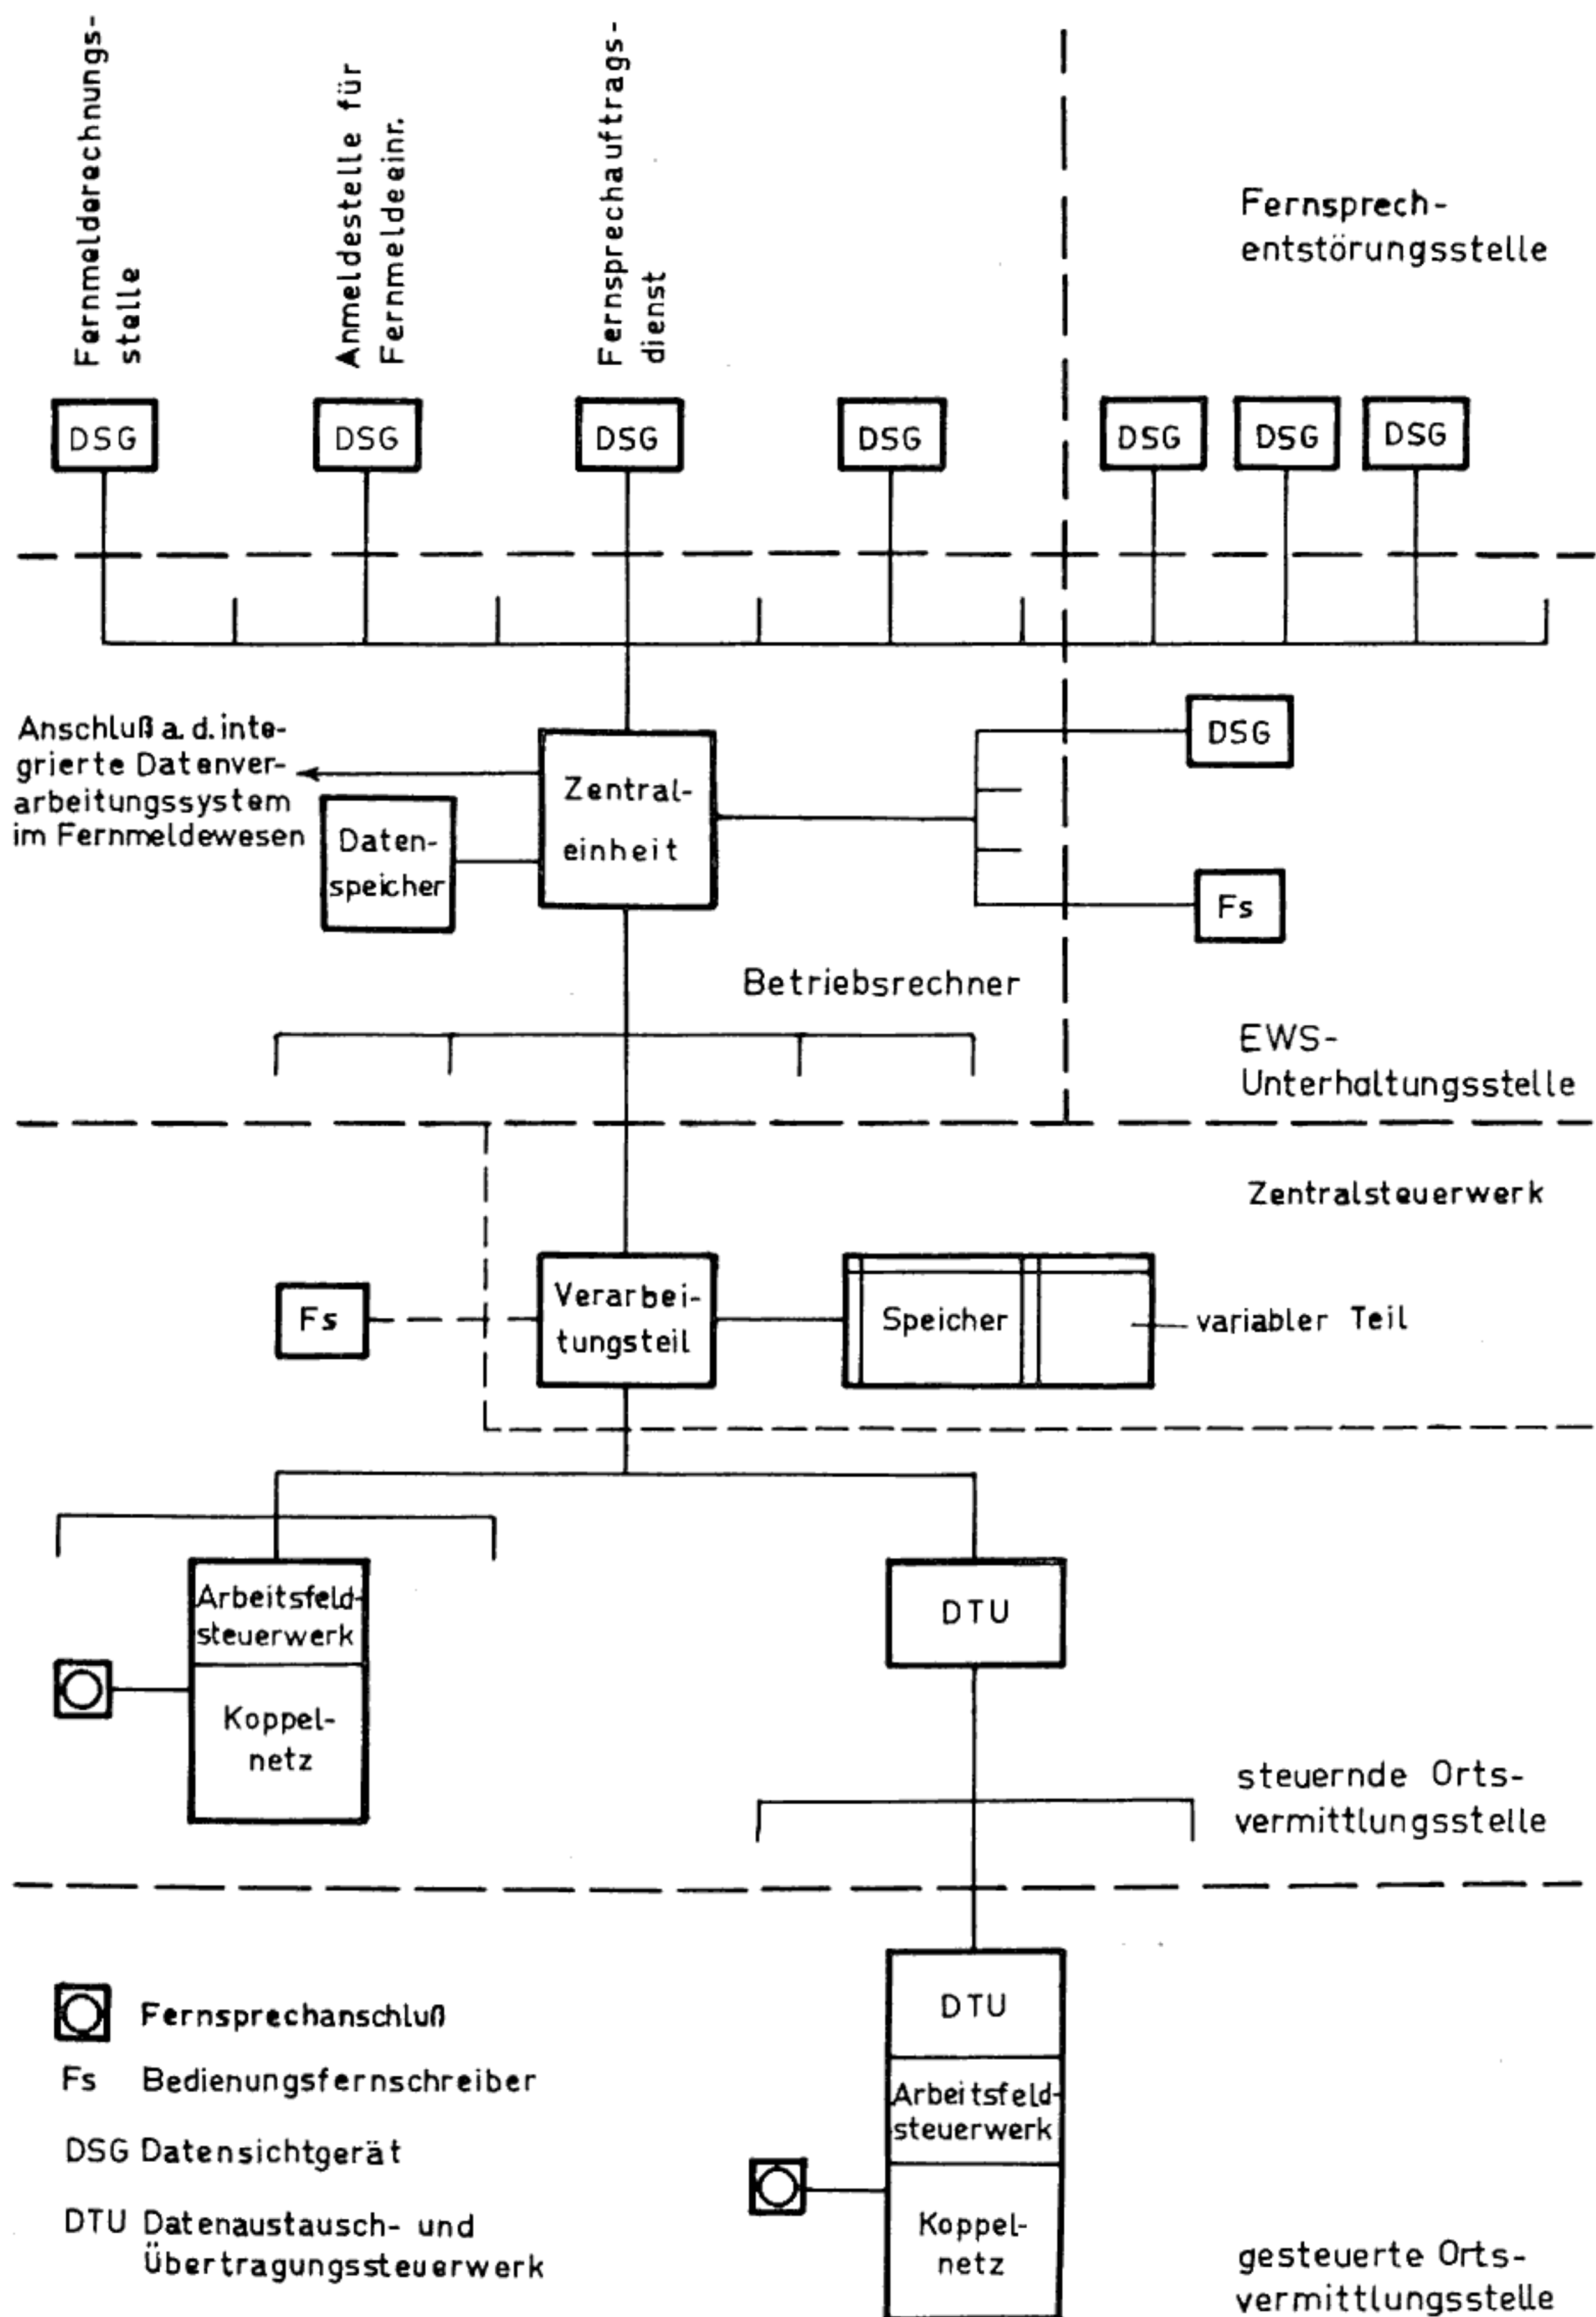 Fernmelderechnungs-
stelle
Anmeldestelle für
Fernmeldeeinr.
Fernsprechauftrags-
dienst
Fernsprech-
entstörungsstelle
DSG
DSG
DSG
DSG
DSG
DSG
DSG
Anschluß a. d. inte-
grierte Datenver-
arbeitungssystem
im Fernmeldewesen
Daten-
speicher
Zentral-
einheit
DSG
Fs
Betriebsrechner
EWS-
Unterhaltungsstelle
Zentralsteuerwerk
Fs
Verarbei-
tungsteil
Speicher
variabler Teil
Arbeitsfeld-
steuerwerk
Koppel-
netz
DTU
steuernde Orts-
vermittlungsstelle
DTU
Arbeitsfeld-
steuerwerk
Koppel-
netz
gesteuerte Orts-
vermittlungsstelle
Fernsprechanschluß
Fs Bedienungsfernschreiber
DSG Datensichtgerät
DTU Datenaustausch- und
Übertragungssteuerwerk